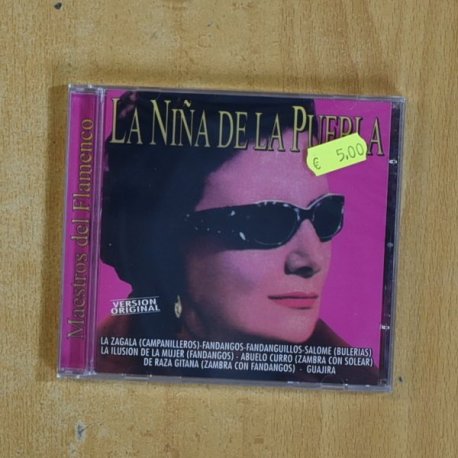 LA NIÑA DE LA PUEBLA
€ 5,00
Maestros del Flamenco
VERSION
ORIGINAL
LA ZAGALA (CAMPANILLEROS)-FANDANGOS-FANDANGUILLOS-SALOME (BULERIAS)
LA ILUSION DE LA MUJER (FANDANGOS) - ABUELO CURRO (ZAMBRA CON SOLEAR)
DE RAZA GITANA (ZAMBRA CON FANDANGOS) - GUAJIRA